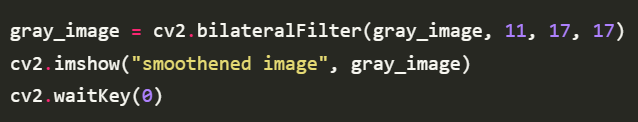 gray_image = cv2.bilateralFilter(gray_image, 11, 17, 17)
cv2.imshow("smoothened image", gray_image)
cv2.waitKey(0)